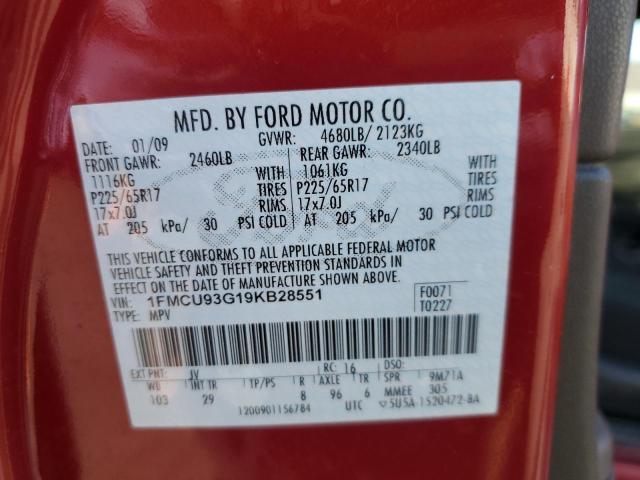 MFD. BY FORD MOTOR CO.
DATE: 01/09 GVWR: 4680LB/ 2123KG
FRONT GAWR: 2460LB REAR GAWR: 2340LB
1116KG WITH 1061KG WITH
P225/65R17 TIRES P225/65R17 TIRES
17x7.0J RIMS 17x7.0J RIMS
AT 205 kPa/ 30 PSI COLD AT 205 kPa/ 30 PSI COLD
Ford
THIS VEHICLE CONFORMS TO ALL APPLICABLE FEDERAL MOTOR
VEHICLE SAFETY AND THEFT PREVENTION STANDARDS IN
EFFECT ON THE DATE OF MANUFACTURE SHOWN ABOVE.
VIN: 1FMCU93G19KB28551 F0071
TYPE: MPV T0227
EXT PNT: JV RC: 16 DSO:
WB INT TR TP/PS R AXLE TR SPR 9M71A
103 29 8 96 6 MMEE 305
1200901156784 UTC ▽5U5A-1520472-BA